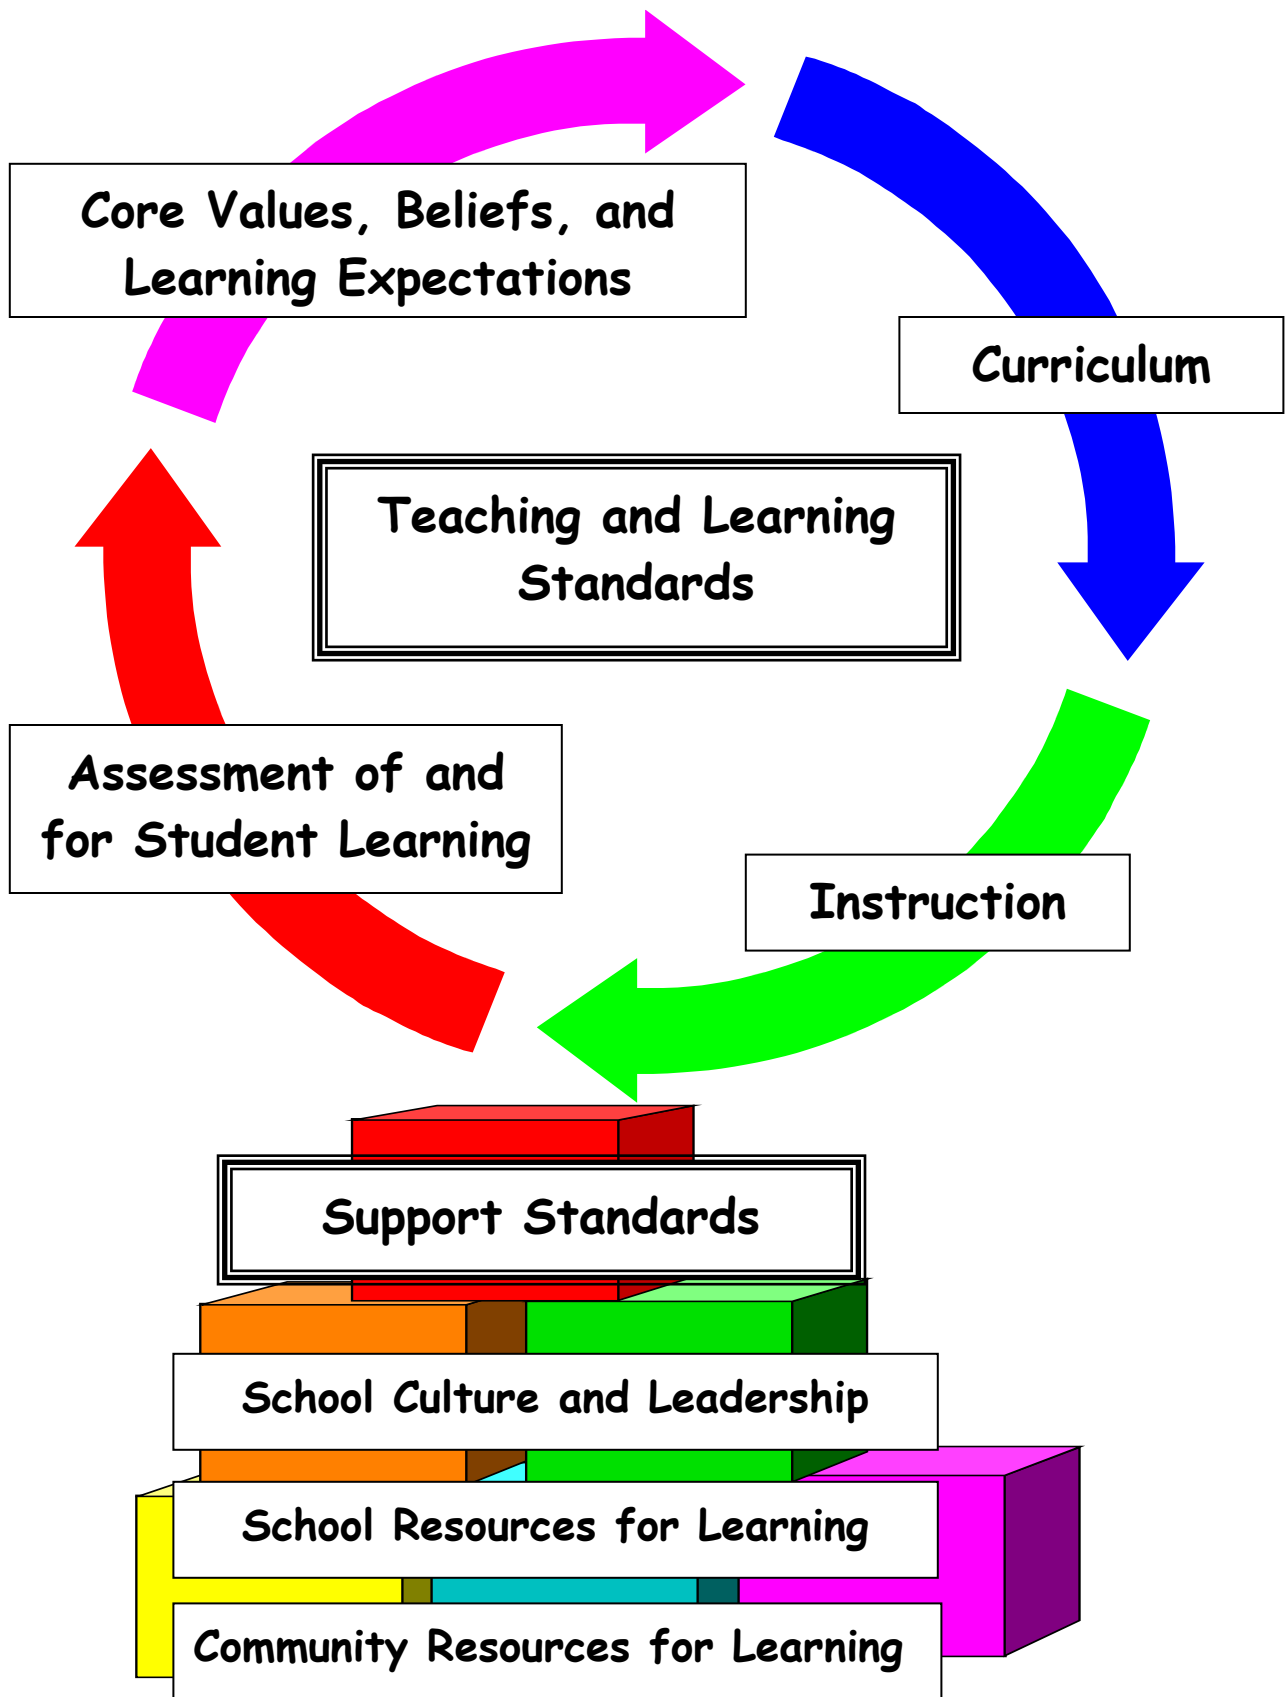 Core Values, Beliefs, and
Learning Expectations
Curriculum
Teaching and Learning
Standards
Assessment of and
for Student Learning
Instruction
Support Standards
School Culture and Leadership
School Resources for Learning
Community Resources for Learning